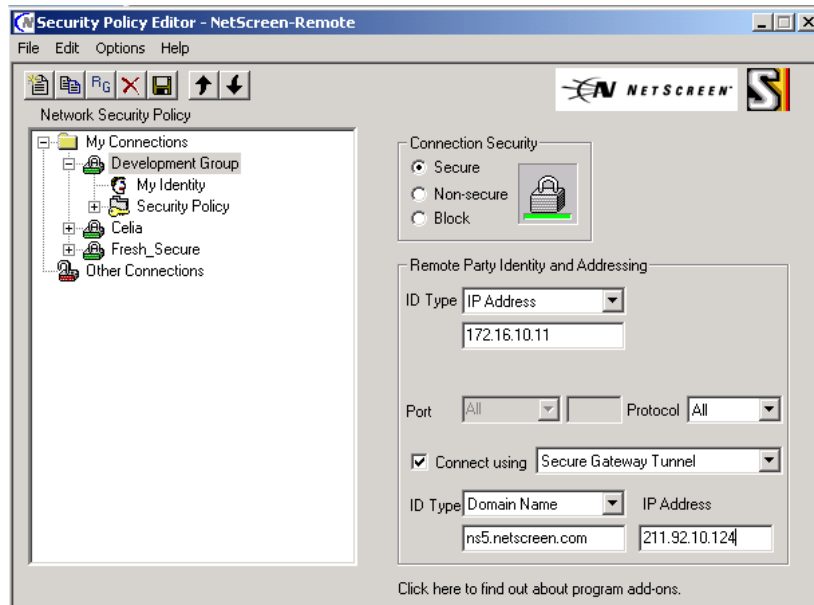 Security Policy Editor - NetScreen-Remote
File Edit Options Help
RG
NETSCREEN
Network Security Policy
My Connections
Development Group
My Identity
Security Policy
Celia
Fresh_Secure
Other Connections
Connection Security
Secure
Non-secure
Block
Remote Party Identity and Addressing
ID Type IP Address
172.16.10.11
Port All Protocol All
Connect using Secure Gateway Tunnel
ID Type Domain Name IP Address
ns5.netscreen.com 211.92.10.124
Click here to find out about program add-ons.